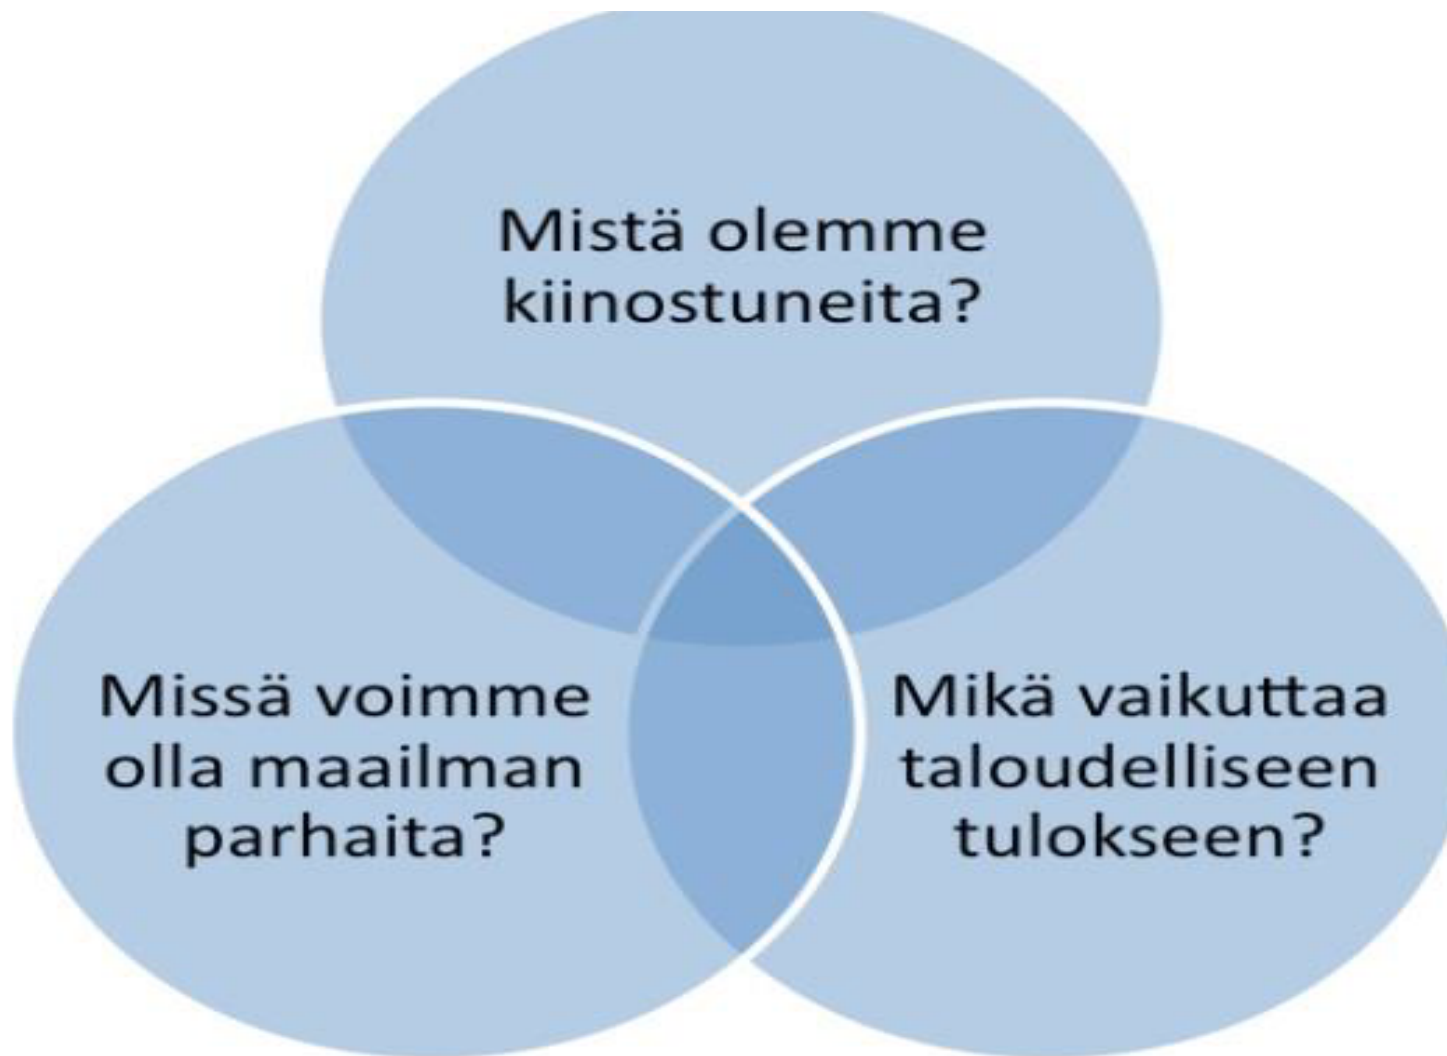 Mistä olemme
kiinostuneita?
Missä voimme
olla maailman
parhaita?
Mikä vaikuttaa
taloudelliseen
tulokseen?